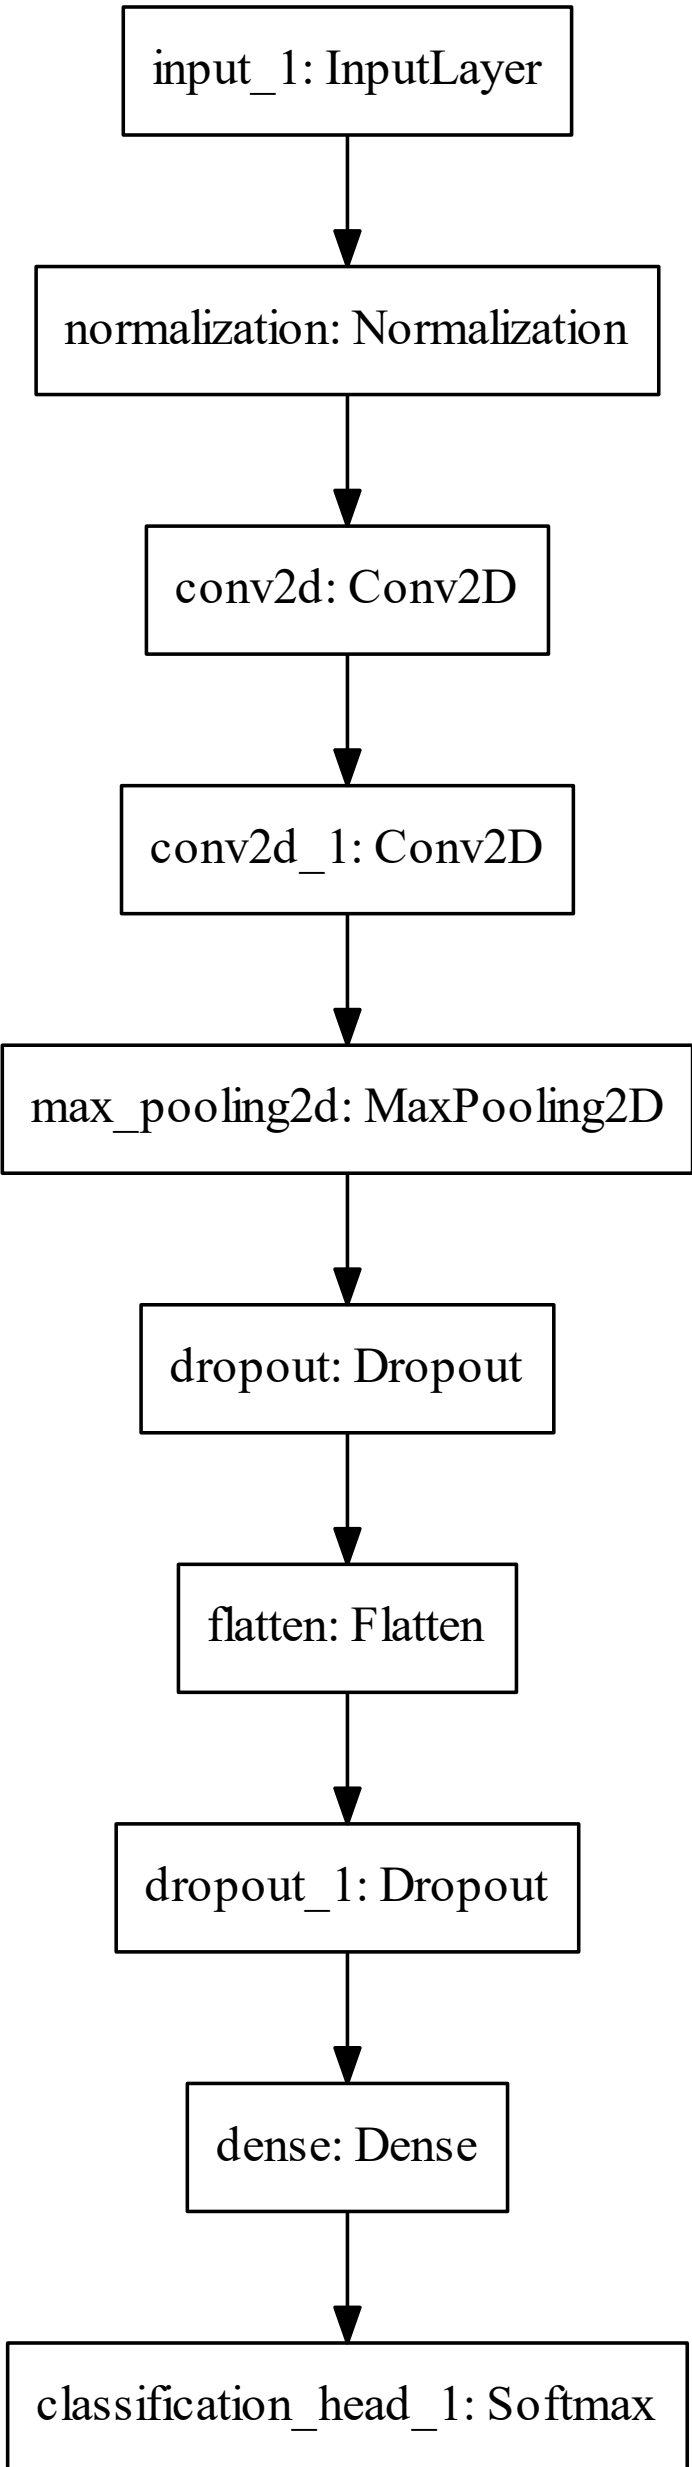 input_1: InputLayer
normalization: Normalization
conv2d: Conv2D
conv2d_1: Conv2D
max_pooling2d: MaxPooling2D
dropout: Dropout
flatten: Flatten
dropout_1: Dropout
dense: Dense
classification_head_1: Softmax